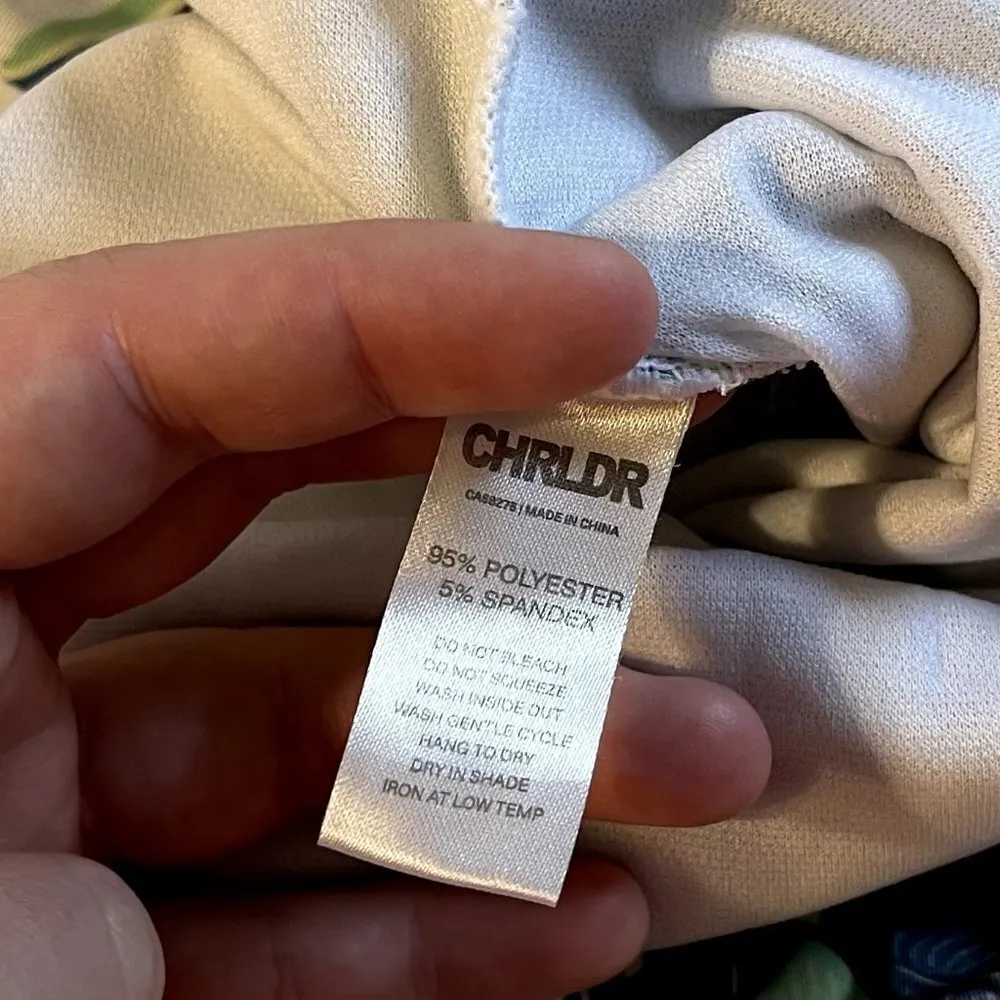 CHRLDR
MADE IN CHINA
95% POLYESTER
5% SPANDEX
DO NOT BLEACH
DO NOT SQUEEZE
WASH INSIDE OUT
WASH GENTLE CYCLE
HANG TO DRY
DRY IN SHADE
IRON AT LOW TEMP